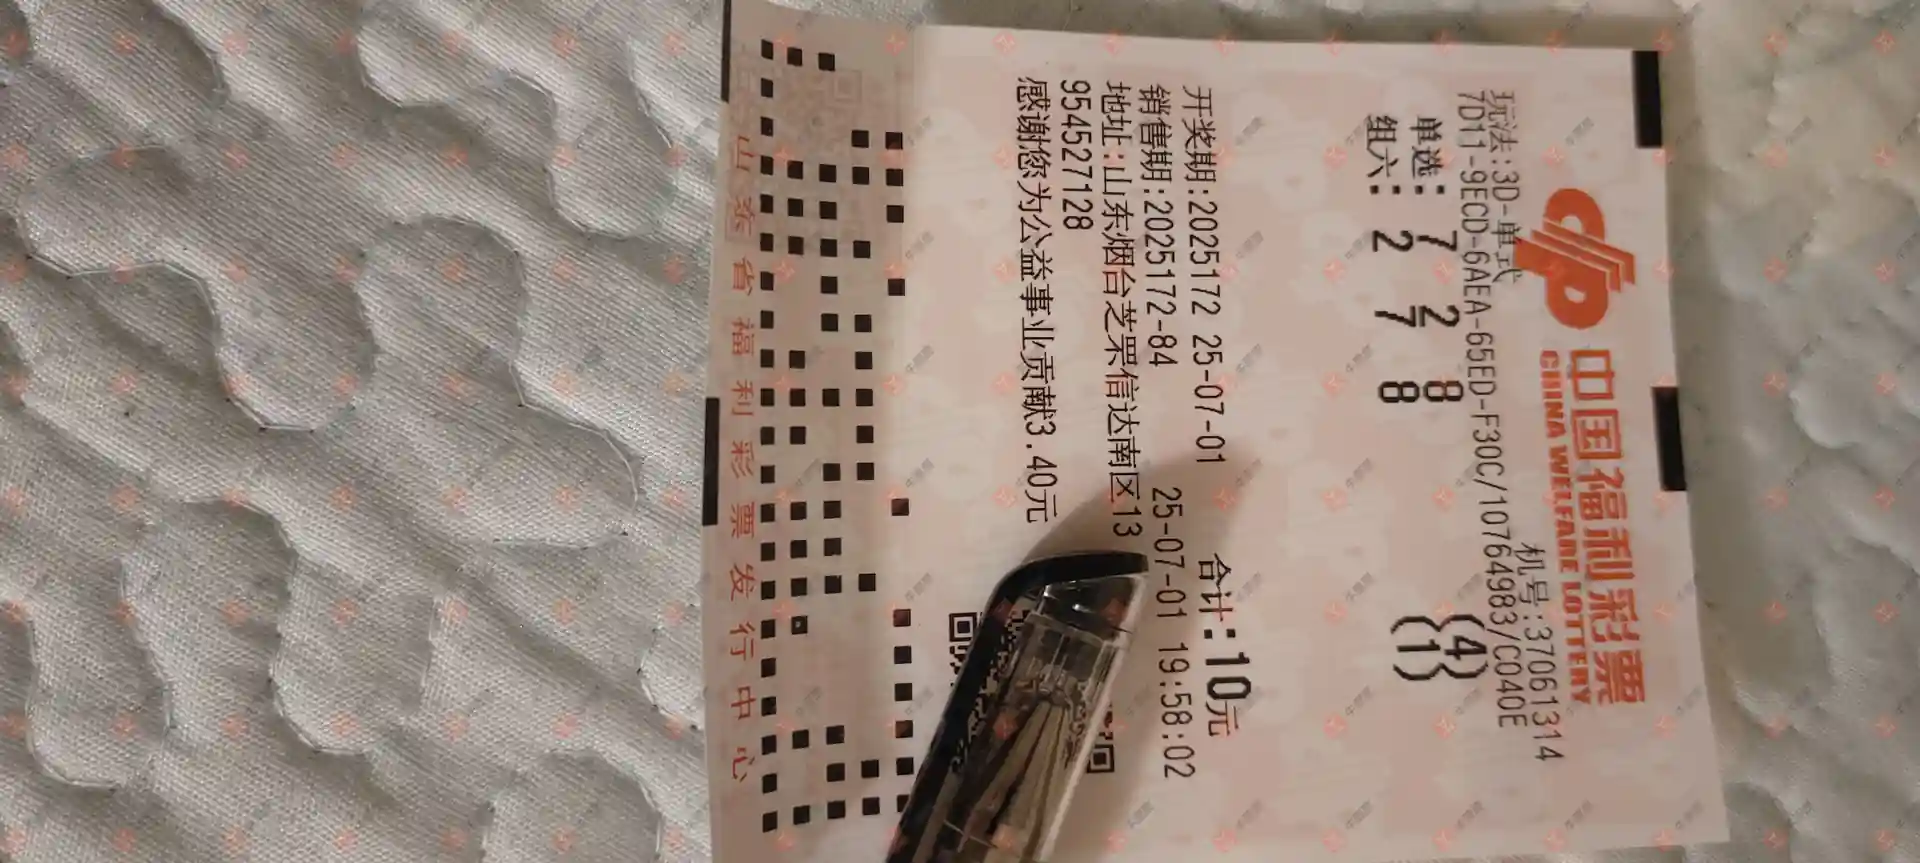 中国福利彩票
CHINA WELFARE LOTTERY
机号:37061314
玩法:3D-单式
7D11-9ECD-6AEA-65ED-F30C/10764983/C040E
单选: 7 2 8 (4)
组六: 2 7 8 (1)
合计:10元
开奖期:2025172 25-07-01
销售期:2025172-84 25-07-01 19:58:02
地址:山东烟台芝罘信达南区13
954527128
感谢您为公益事业贡献3.40元
山东省福利彩票发行中心